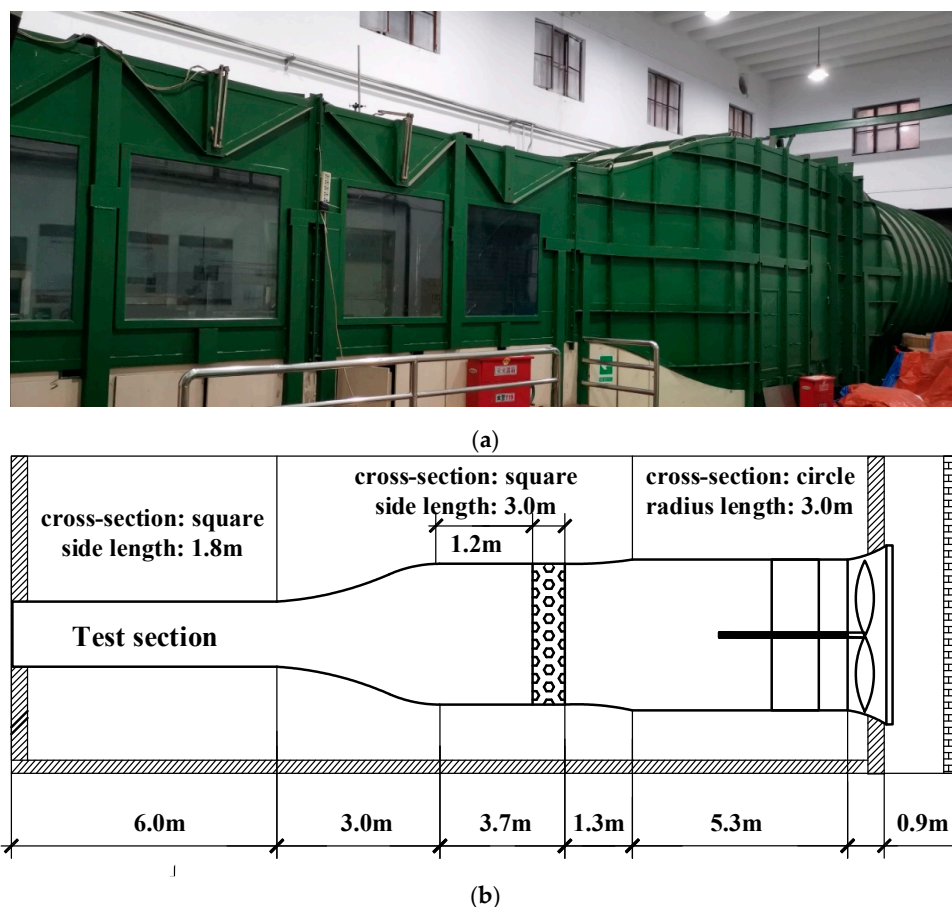 (a)
cross-section: square
side length: 1.8m
cross-section: square
side length: 3.0m
cross-section: circle
radius length: 3.0m
1.2m
Test section
6.0m
3.0m
3.7m
1.3m
5.3m
0.9m
(b)